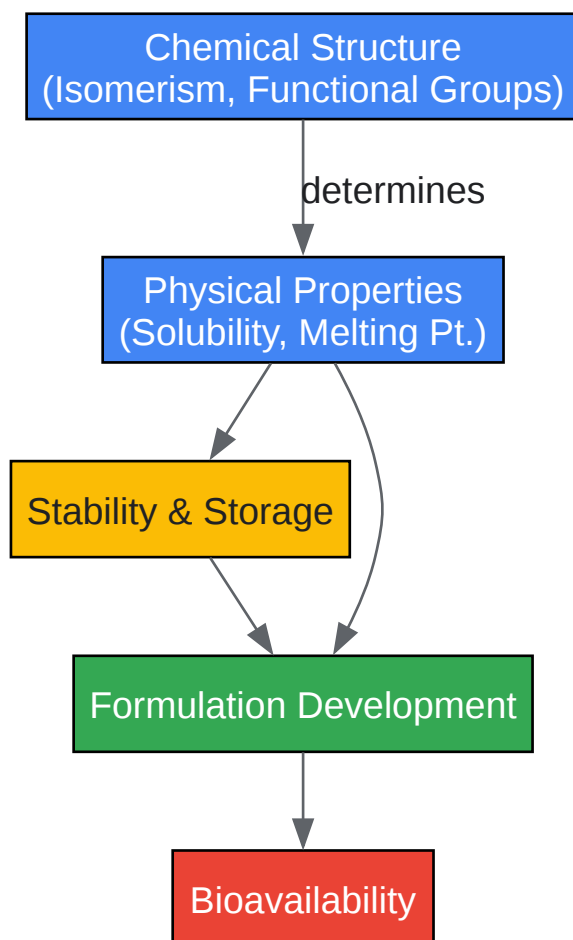 Chemical Structure
(Isomerism, Functional Groups)
determines
Physical Properties
(Solubility, Melting Pt.)
Stability & Storage
Formulation Development
Bioavailability